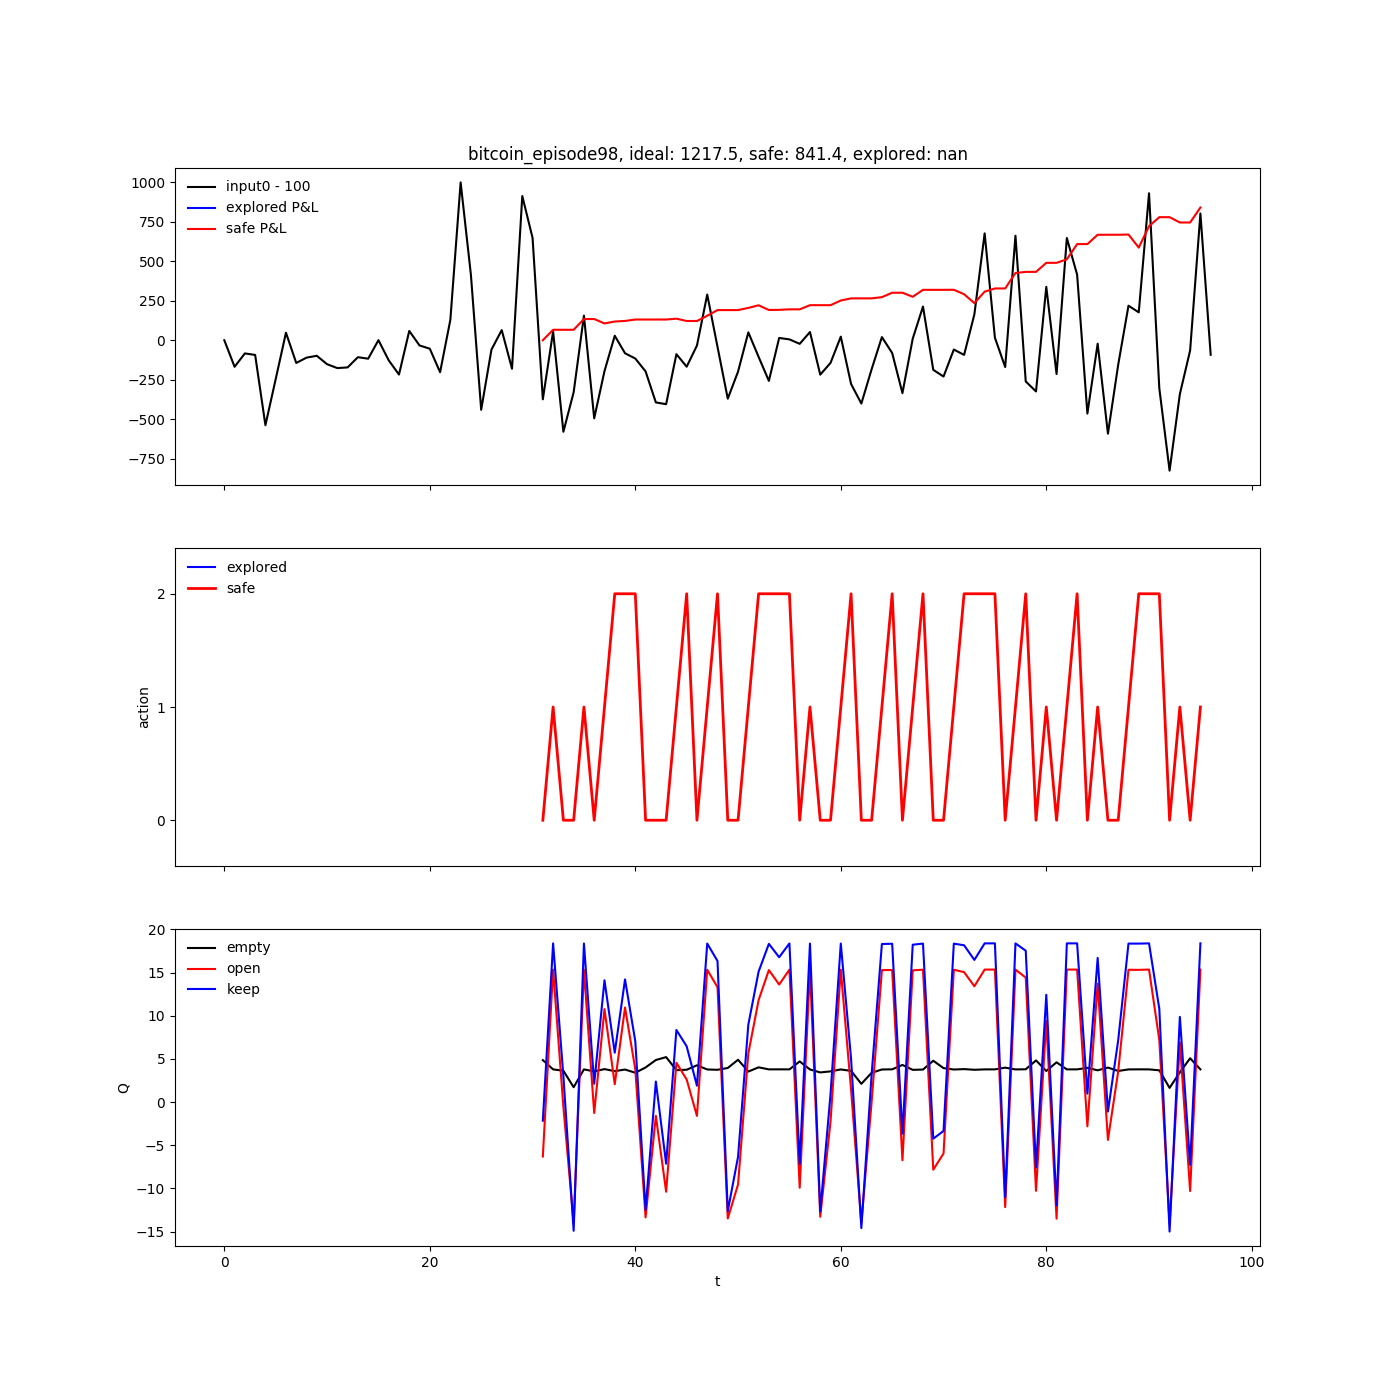 bitcoin_episode98, ideal: 1217.5, safe: 841.4, explored: nan
1000
750
500
250
0
−250
−500
−750
input0 - 100
explored P&L
safe P&L
2
1
0
action
explored
safe
20
15
10
5
0
−5
−10
−15
Q
empty
open
keep
0 20 40 60 80 100
t